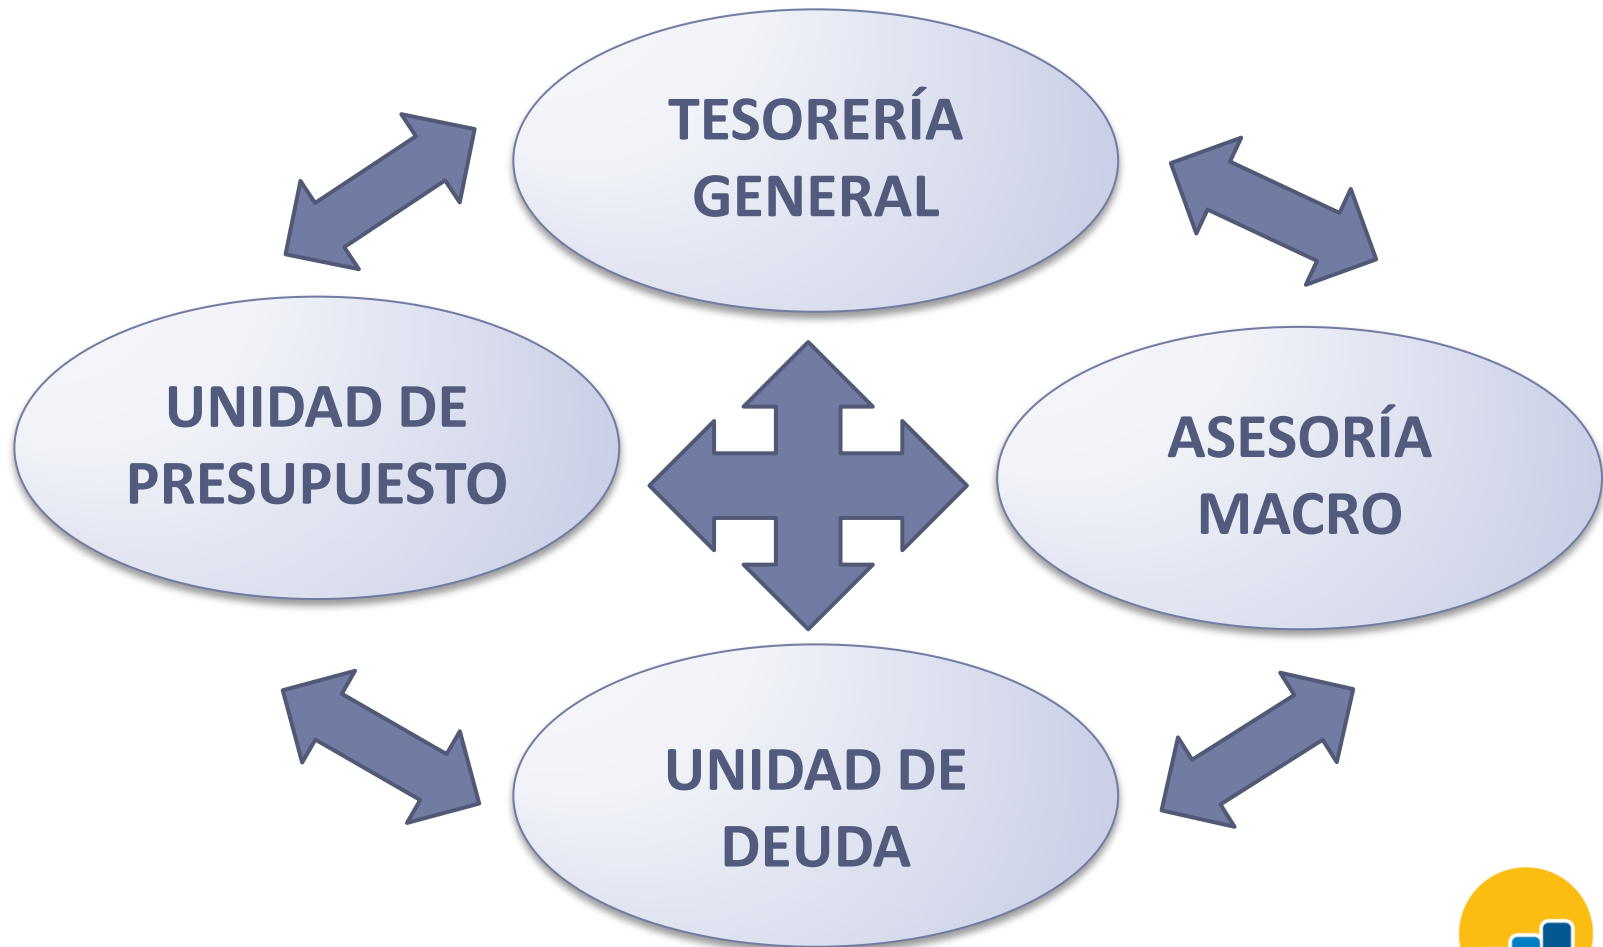 TESORERÍA
GENERAL
UNIDAD DE
PRESUPUESTO
ASESORÍA
MACRO
UNIDAD DE
DEUDA